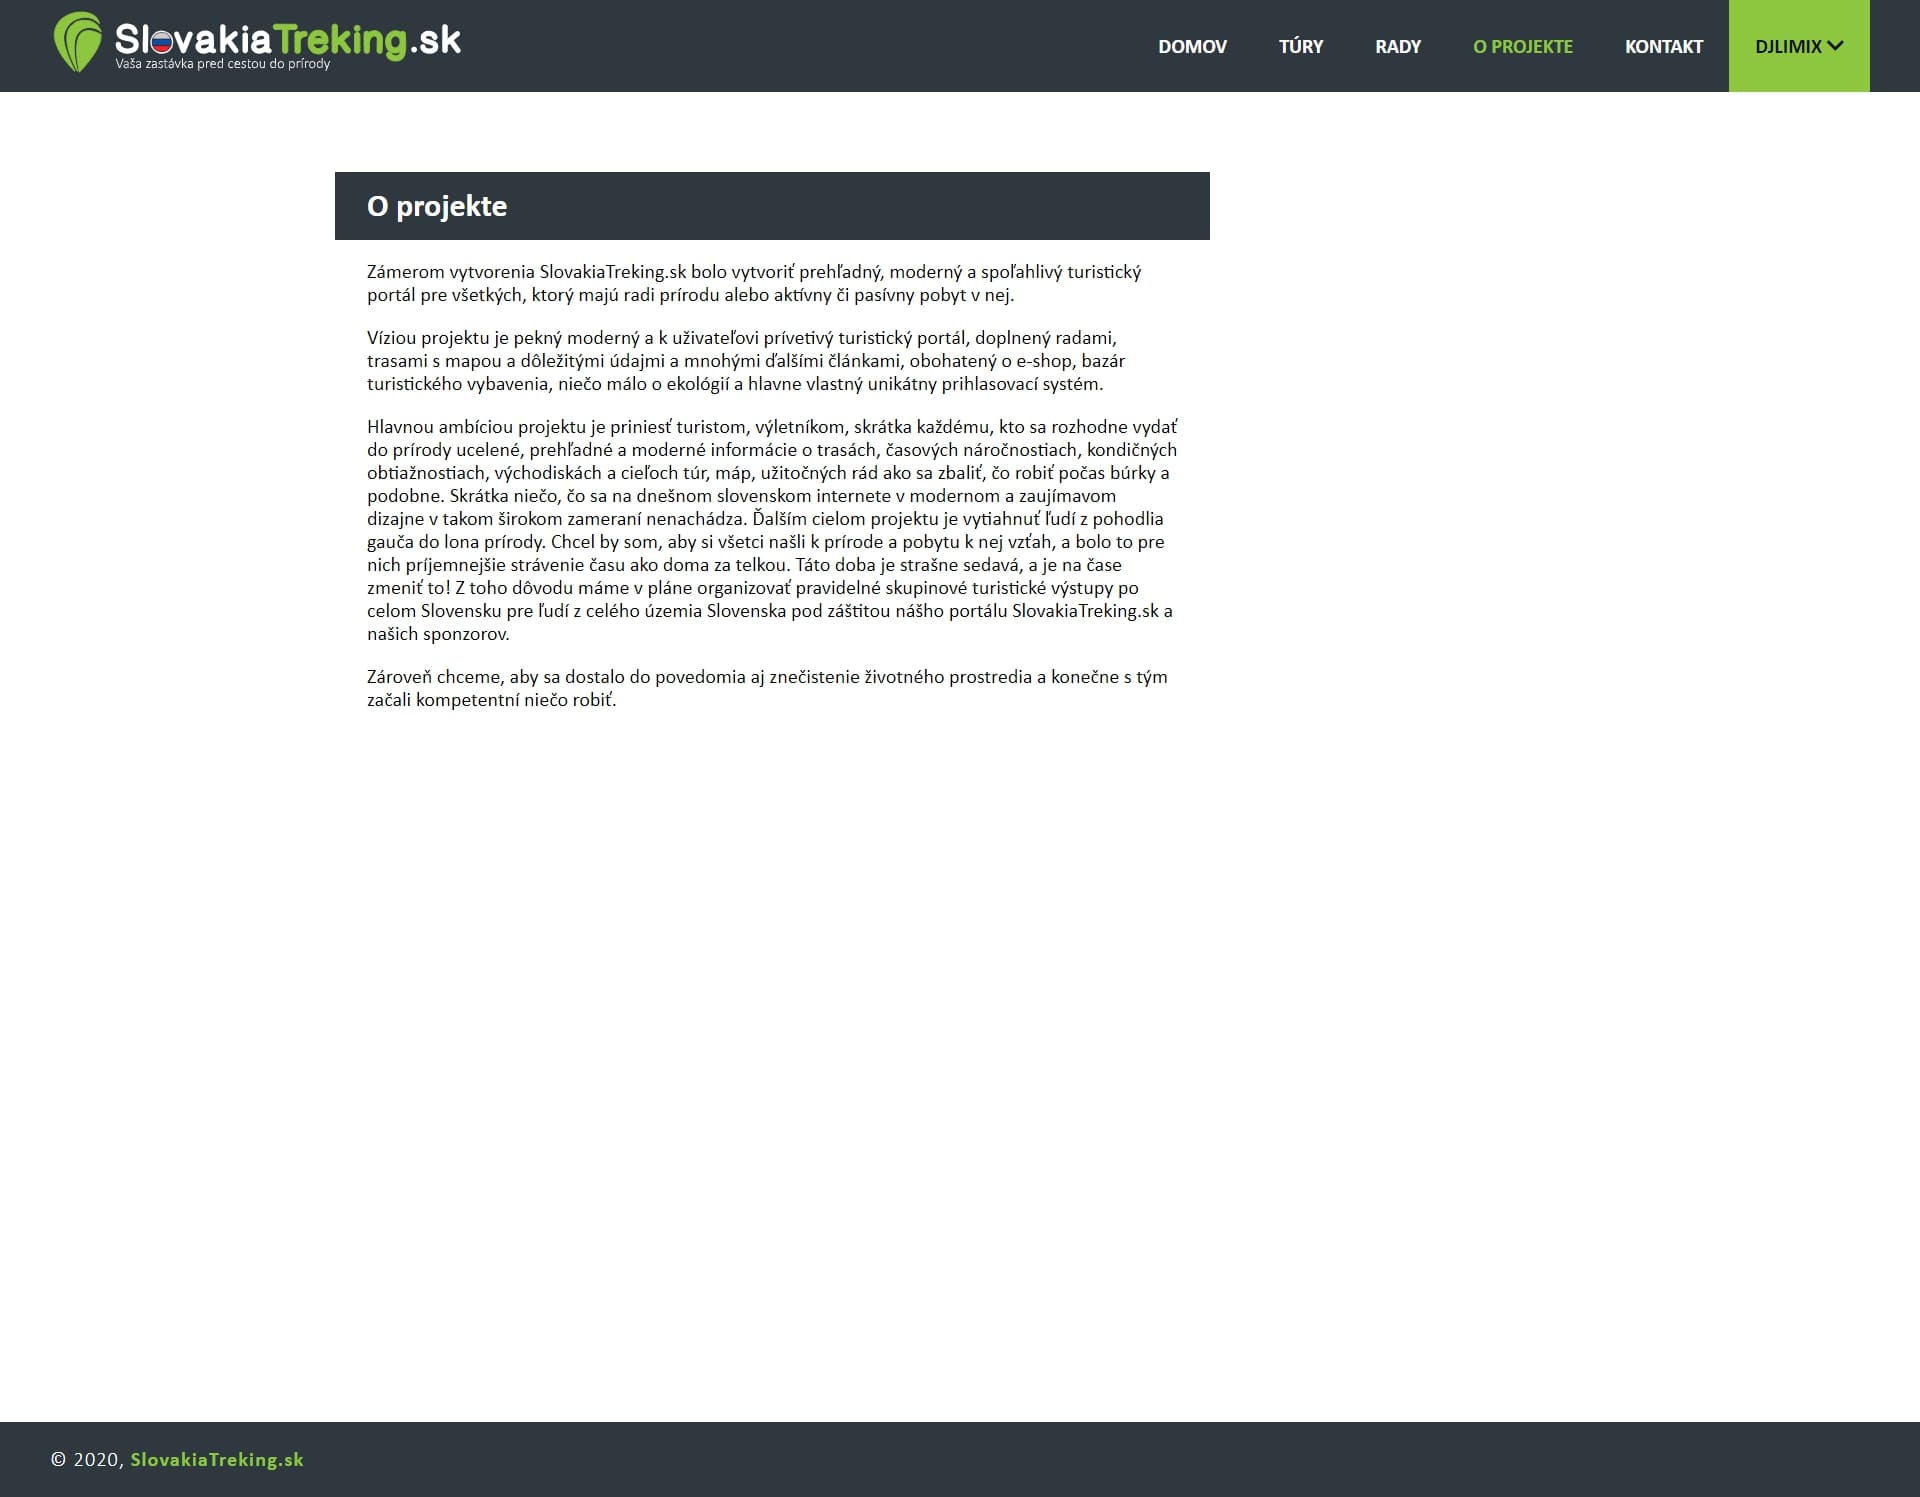 SlovakiaTreking.sk
Vaša zastávka pred cestou do prírody
DOMOV
TÚRY
RADY
O PROJEKTE
KONTAKT
DJLIMIX
O projekte
Zámerom vytvorenia SlovakiaTreking.sk bolo vytvoriť prehľadný, moderný a spoľahlivý turistický
portál pre všetkých, ktorý majú radi prírodu alebo aktívny či pasívny pobyt v nej.
Víziou projektu je pekný moderný a k uživateľovi prívetivý turistický portál, doplnený radami,
trasami s mapou a dôležitými údajmi a mnohými ďalšími článkami, obohatený o e-shop, bazár
turistického vybavenia, niečo málo o ekológií a hlavne vlastný unikátny prihlasovací systém.
Hlavnou ambíciou projektu je priniesť turistom, výletníkom, skrátka každému, kto sa rozhodne vydať
do prírody ucelené, prehľadné a moderné informácie o trasách, časových náročnostiach, kondičných
obtiažnostiach, východiskách a cieľoch túr, máp, užitočných rád ako sa zbaliť, čo robiť počas búrky a
podobne. Skrátka niečo, čo sa na dnešnom slovenskom internete v modernom a zaujímavom
dizajne v takom širokom zameraní nenachádza. Ďalším cielom projektu je vytiahnuť ľudí z pohodlia
gauča do lona prírody. Chcel by som, aby si všetci našli k prírode a pobytu k nej vzťah, a bolo to pre
nich príjemnejšie strávenie času ako doma za telkou. Táto doba je strašne sedavá, a je na čase
zmeniť to! Z toho dôvodu máme v pláne organizovať pravidelné skupinové turistické výstupy po
celom Slovensku pre ľudí z celého územia Slovenska pod záštitou nášho portálu SlovakiaTreking.sk a
našich sponzorov.
Zároveň chceme, aby sa dostalo do povedomia aj znečistenie životného prostredia a konečne s tým
začali kompetentní niečo robiť.
© 2020, SlovakiaTreking.sk